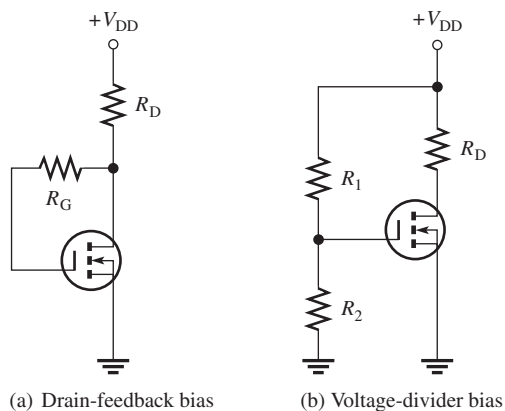 +V_DD
R_D
R_G
(a) Drain-feedback bias
+V_DD
R_1
R_D
R_2
(b) Voltage-divider bias